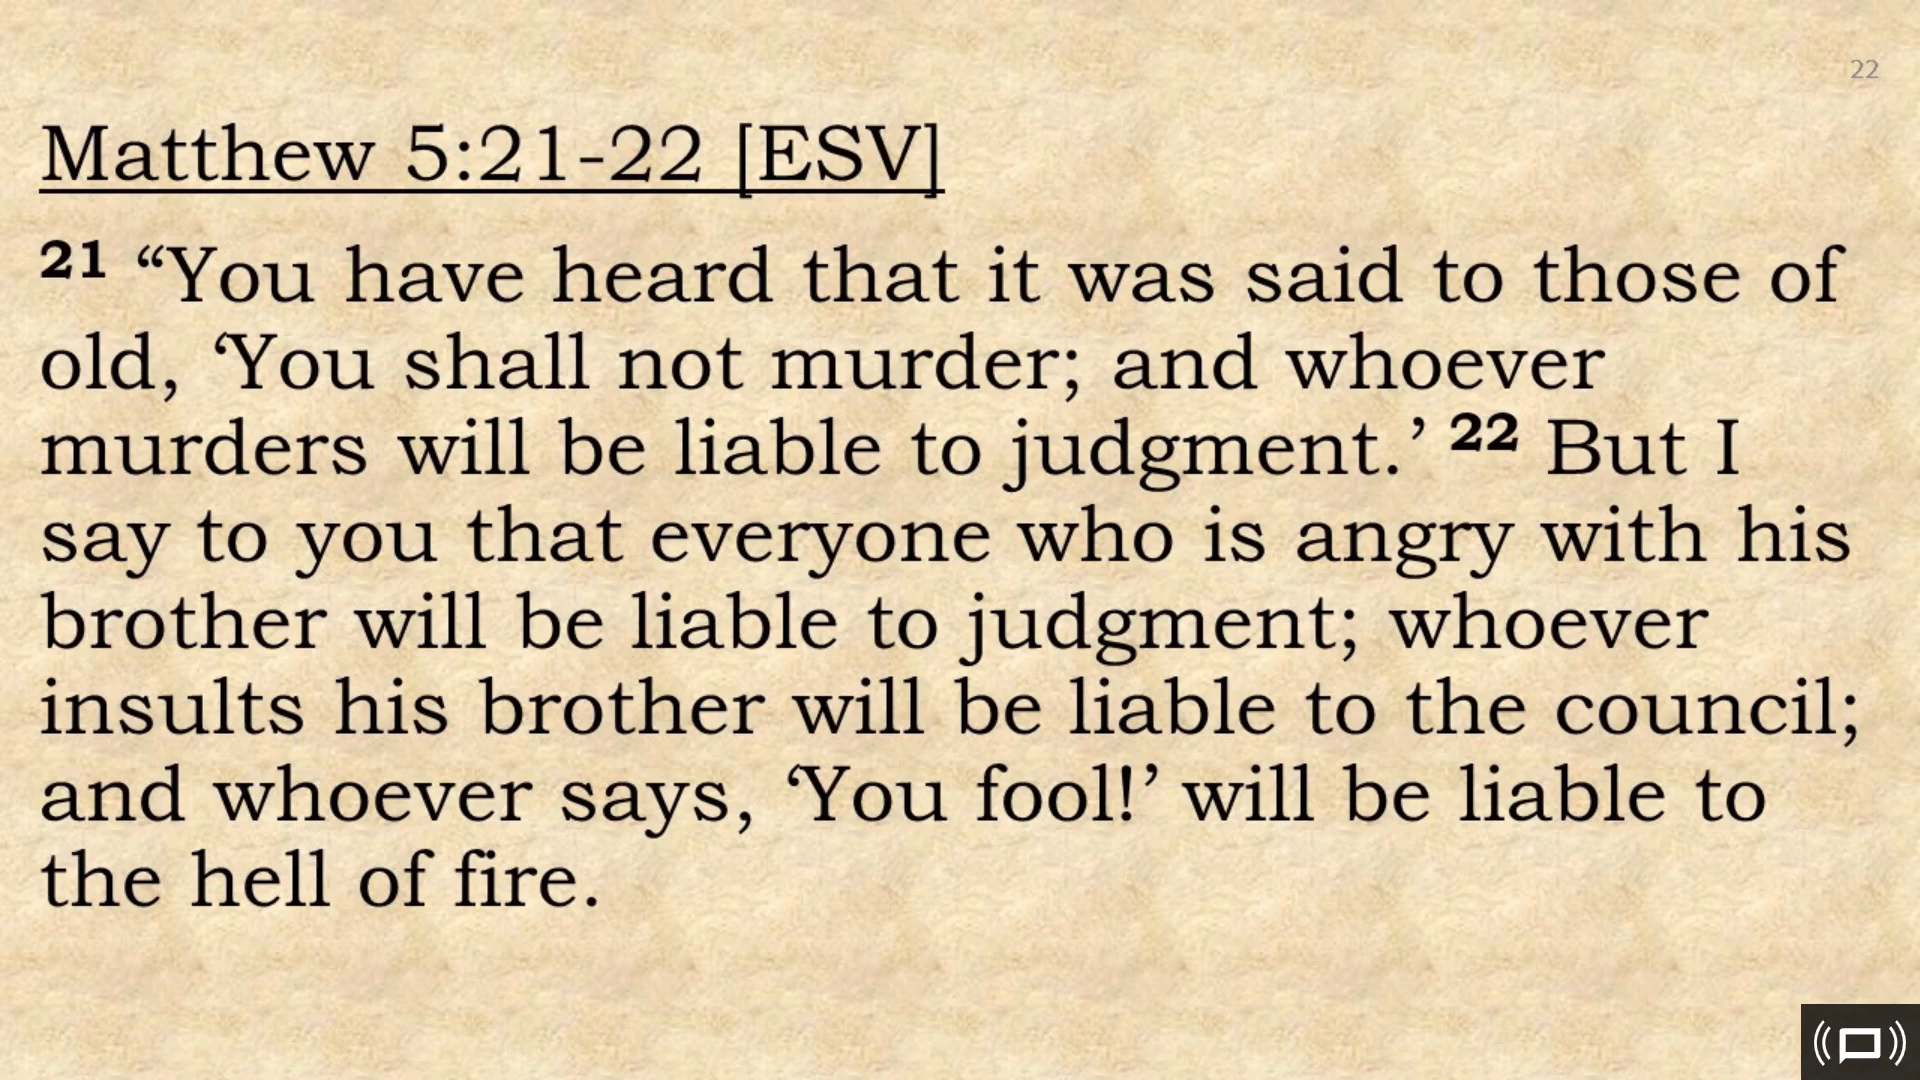 22
Matthew 5:21-22 [ESV]
21 “You have heard that it was said to those of
old, ‘You shall not murder; and whoever
murders will be liable to judgment.’ 22 But I
say to you that everyone who is angry with his
brother will be liable to judgment; whoever
insults his brother will be liable to the council;
and whoever says, ‘You fool!’ will be liable to
the hell of fire.